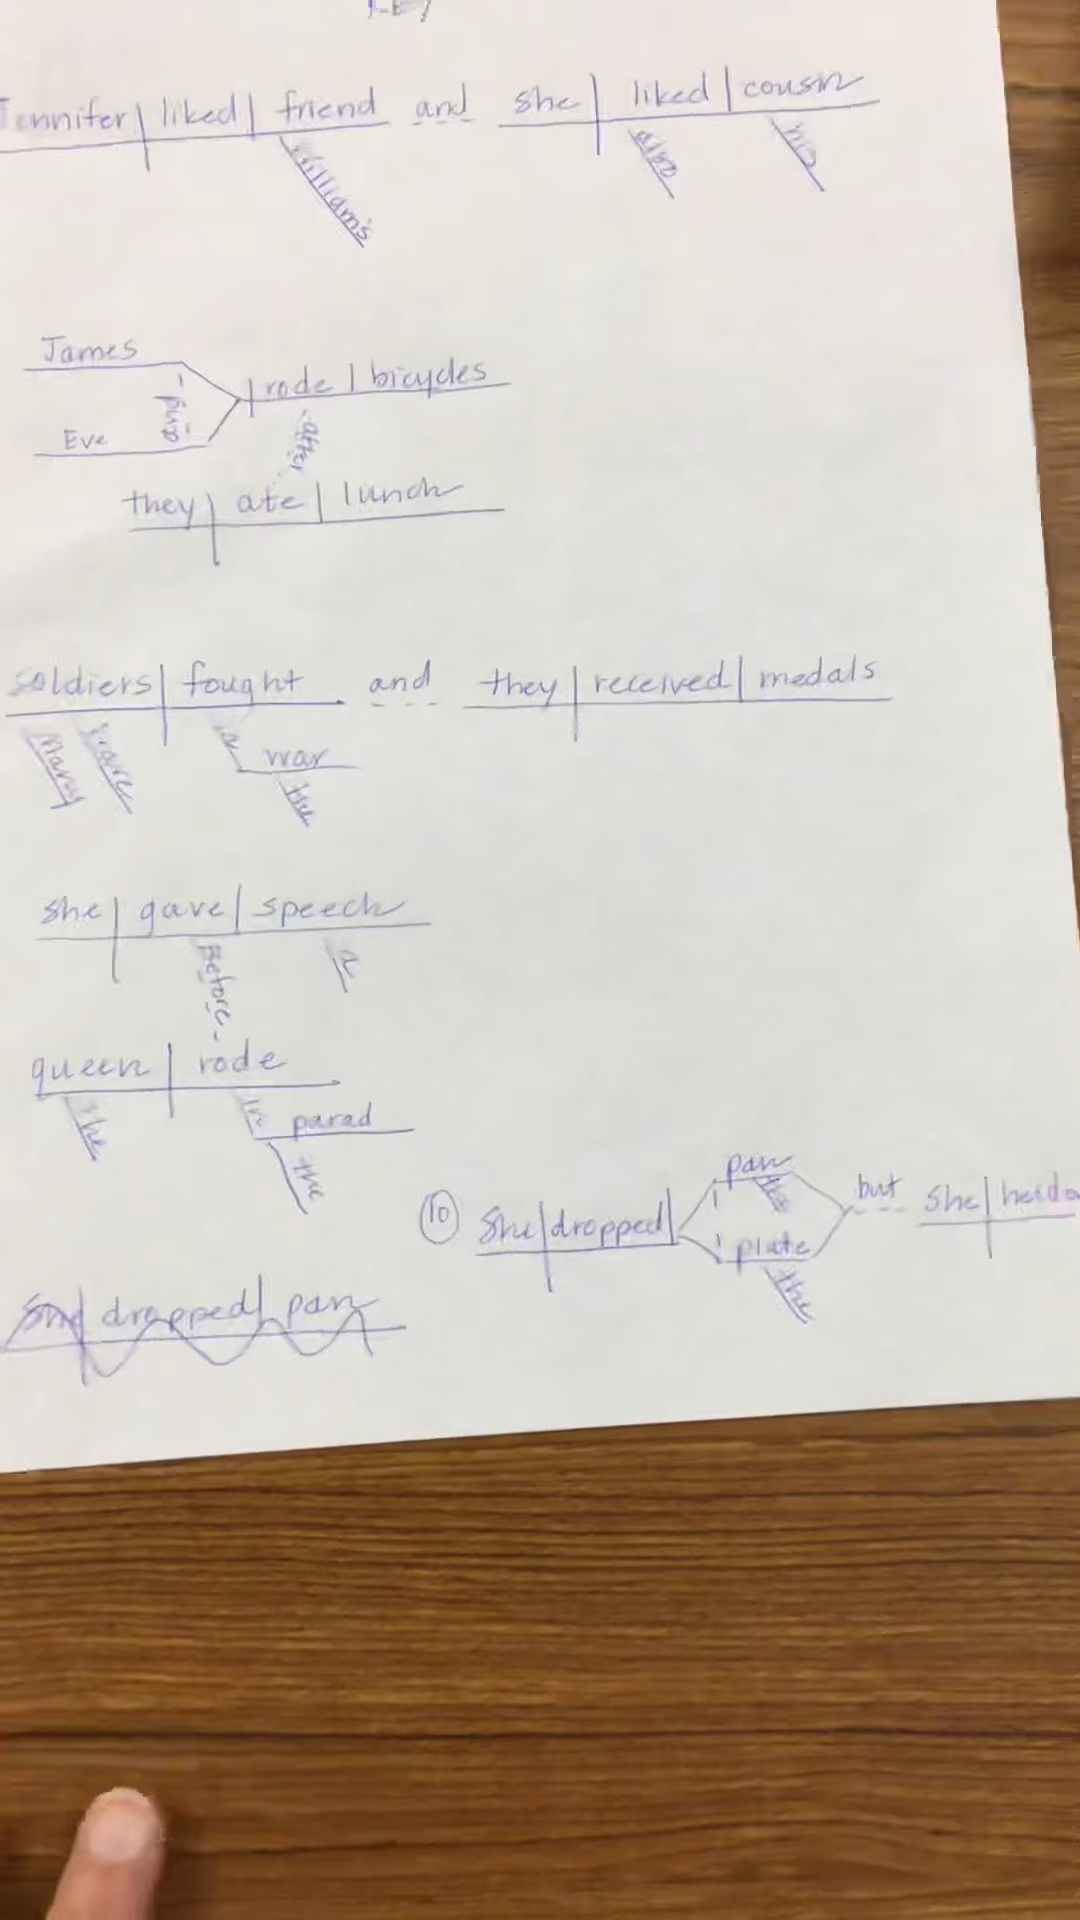 Jennifer liked friend and she liked cousin
William's also his
James
and rode bicycles
Eve
after
they ate lunch
soldiers fought and they received medals
Many in war
the
she gave speech
Before a
queen rode
the in parad
the
10 She dropped pan the but she
plate
the
She dropped pan